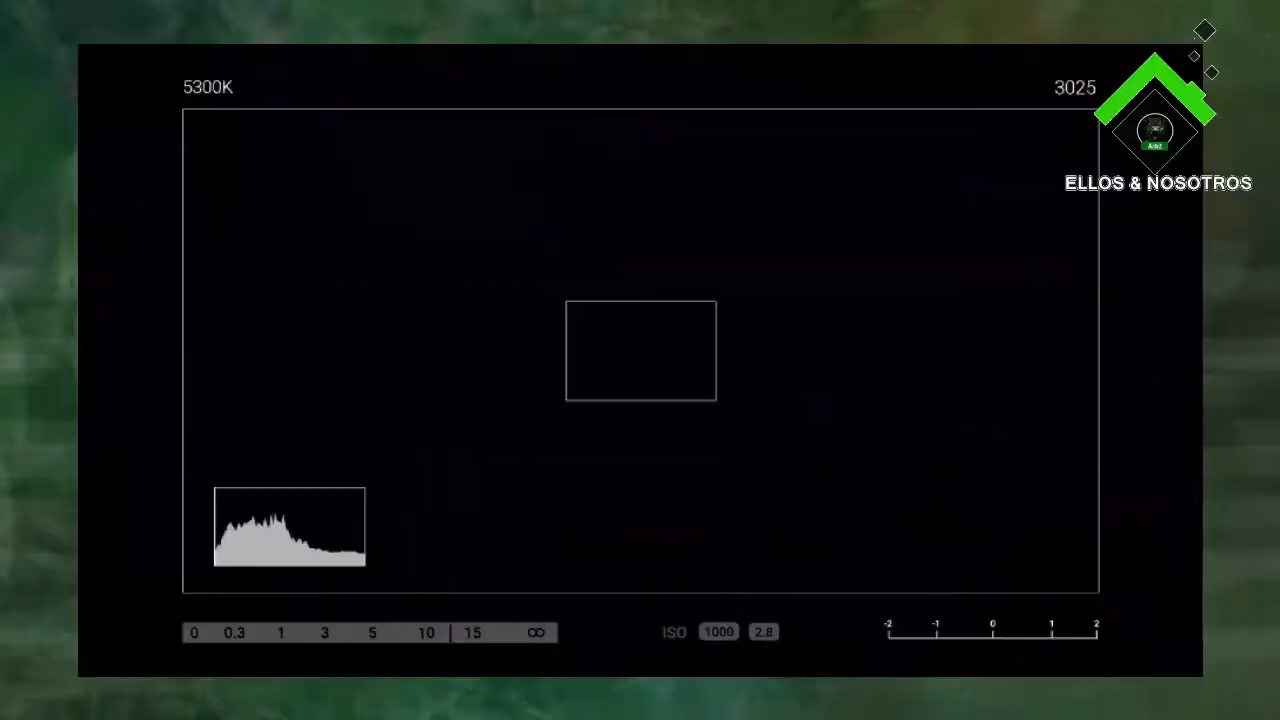 5300K
3025
ELLOS & NOSOTROS
0 0.3 1 3 5 10 15 ∞
ISO 1000 2.8
-2 -1 0 1 2